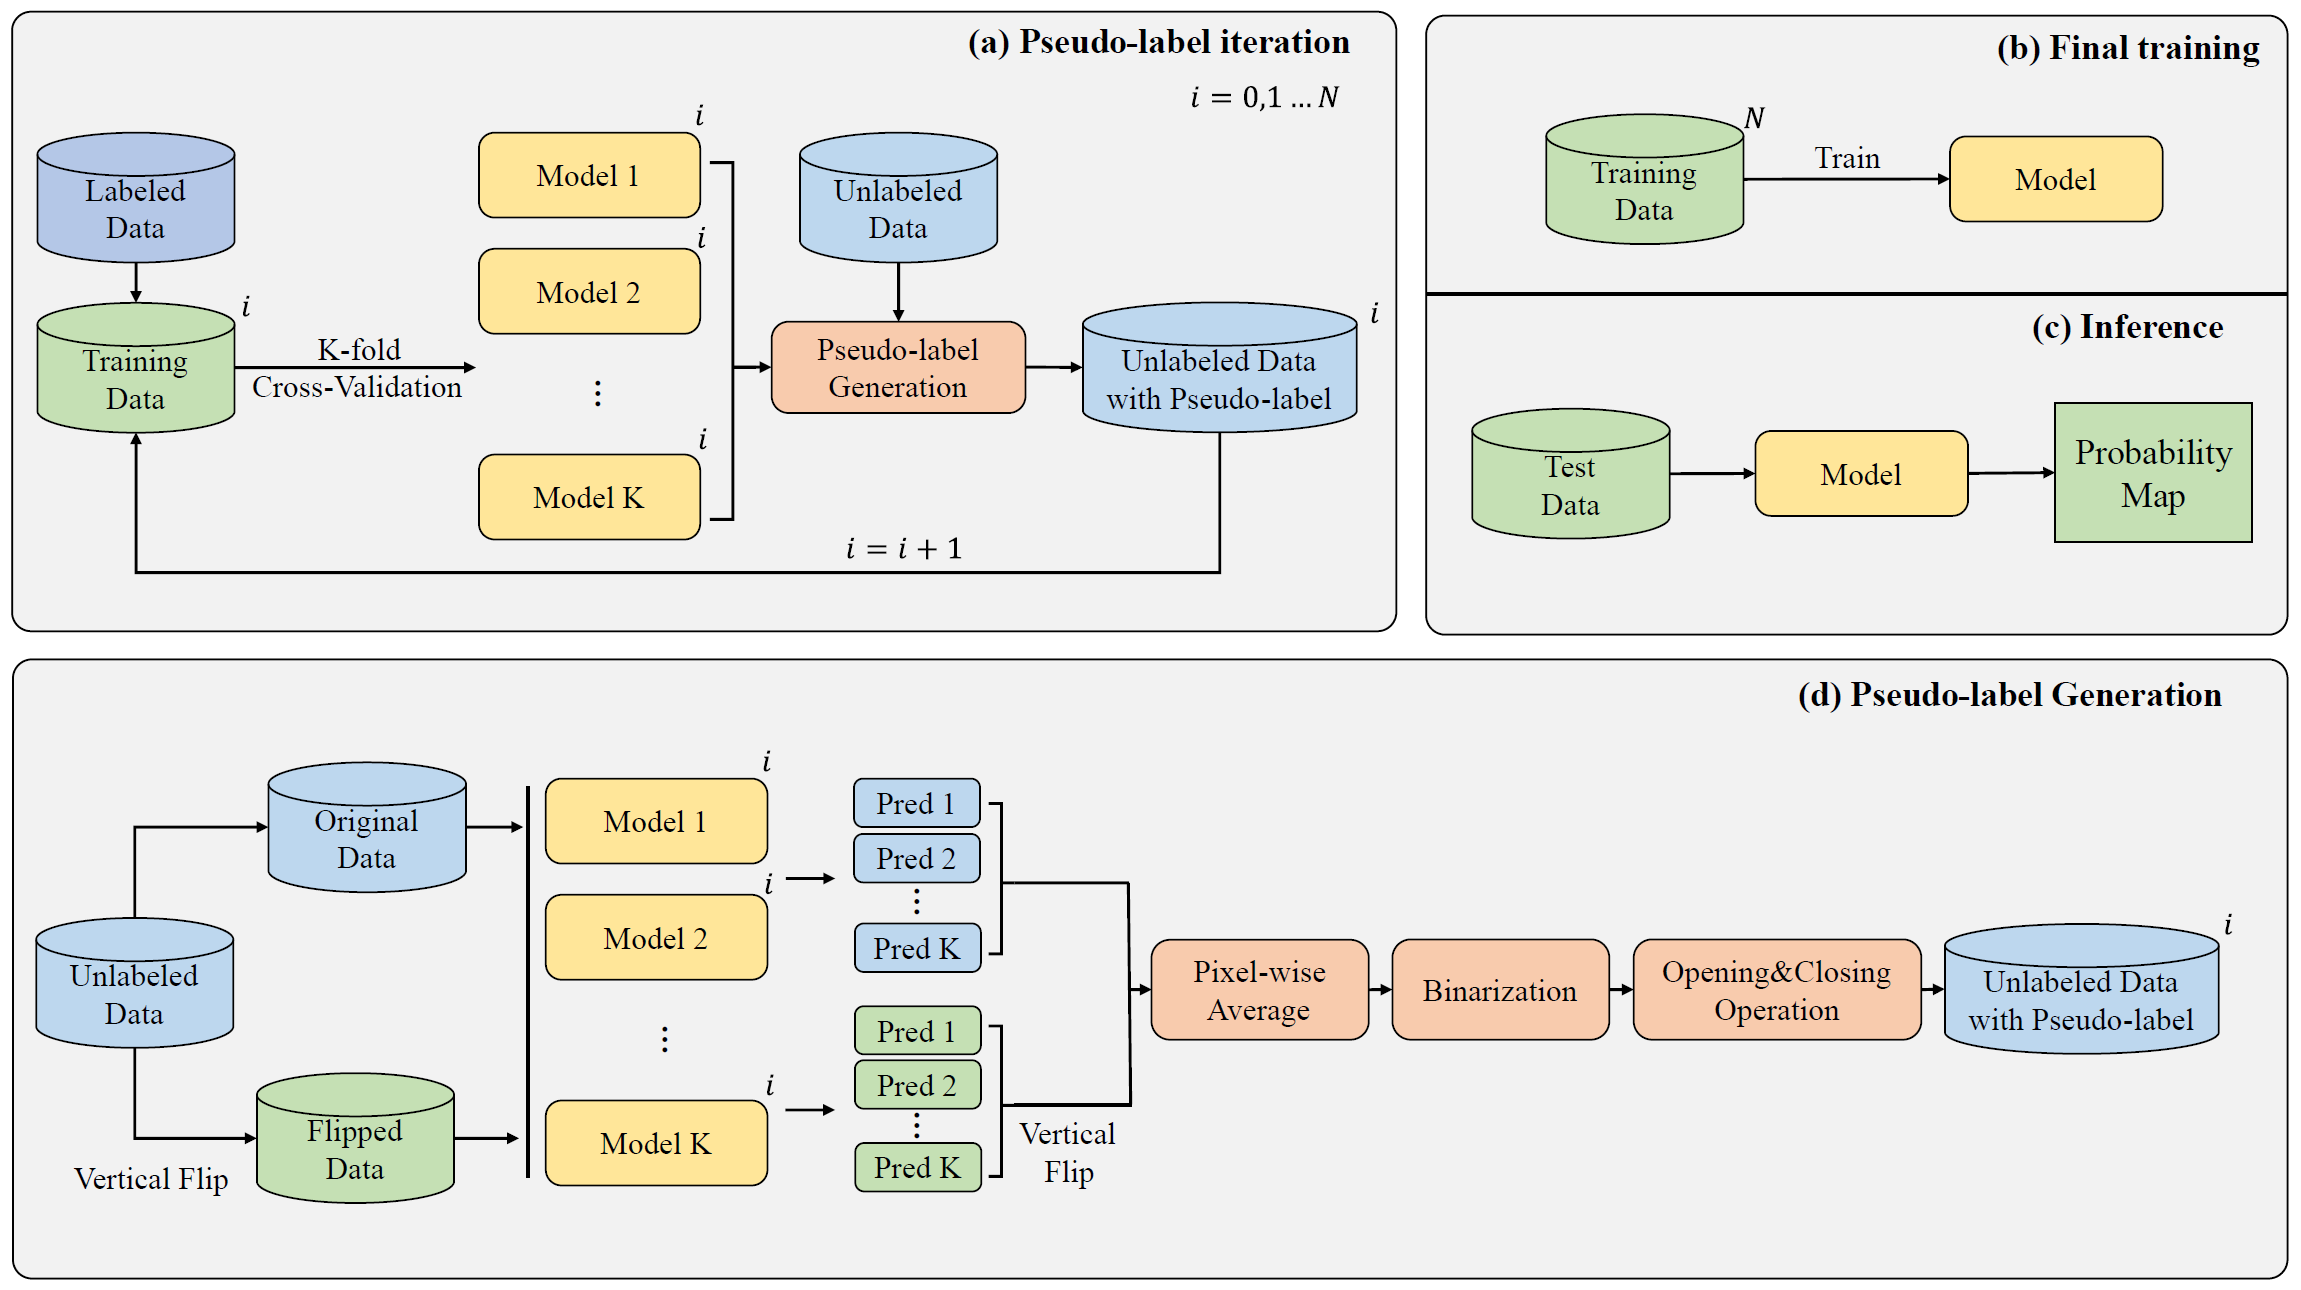 (a) Pseudo-label iteration
i = 0,1 … N
Labeled
Data
Training
Data
i
K-fold
Cross-Validation
i
Model 1
i
Model 2
⋮
i
Model K
Unlabeled
Data
Pseudo-label
Generation
i
Unlabeled Data
with Pseudo-label
i = i + 1
(b) Final training
N
Training
Data
Train
Model
(c) Inference
Test
Data
Model
Probability
Map
(d) Pseudo-label Generation
Unlabeled
Data
Original
Data
Vertical Flip
Flipped
Data
i
Model 1
i
Model 2
⋮
i
Model K
Pred 1
Pred 2
⋮
Pred K
Pred 1
Pred 2
⋮
Pred K
Vertical
Flip
Pixel-wise
Average
Binarization
Opening&Closing
Operation
i
Unlabeled Data
with Pseudo-label